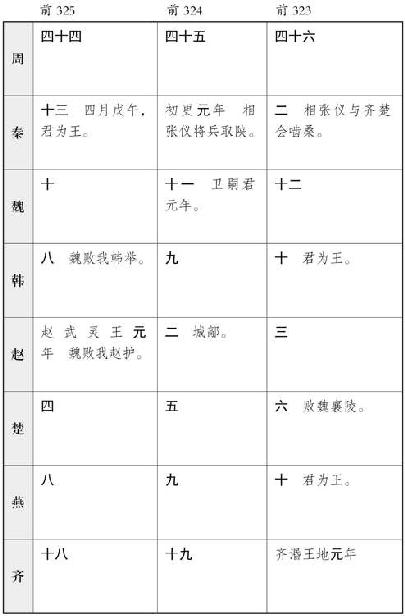 前 325 前 324 前 323
周 四十四 四十五 四十六
秦 十三 四月戊午， 初更元年 相 二 相张仪与齐楚
君为王。 张仪将兵取陕。 会啮桑。
魏 十 十一 卫嗣君 十二
元年。
韩 八 魏败我韩举。 九 十 君为王。
赵 赵武灵王元 二 城鄗。 三
年 魏败我赵护。
楚 四 五 六 败魏襄陵。
燕 八 九 十 君为王。
齐 十八 十九 齐湣王地元年